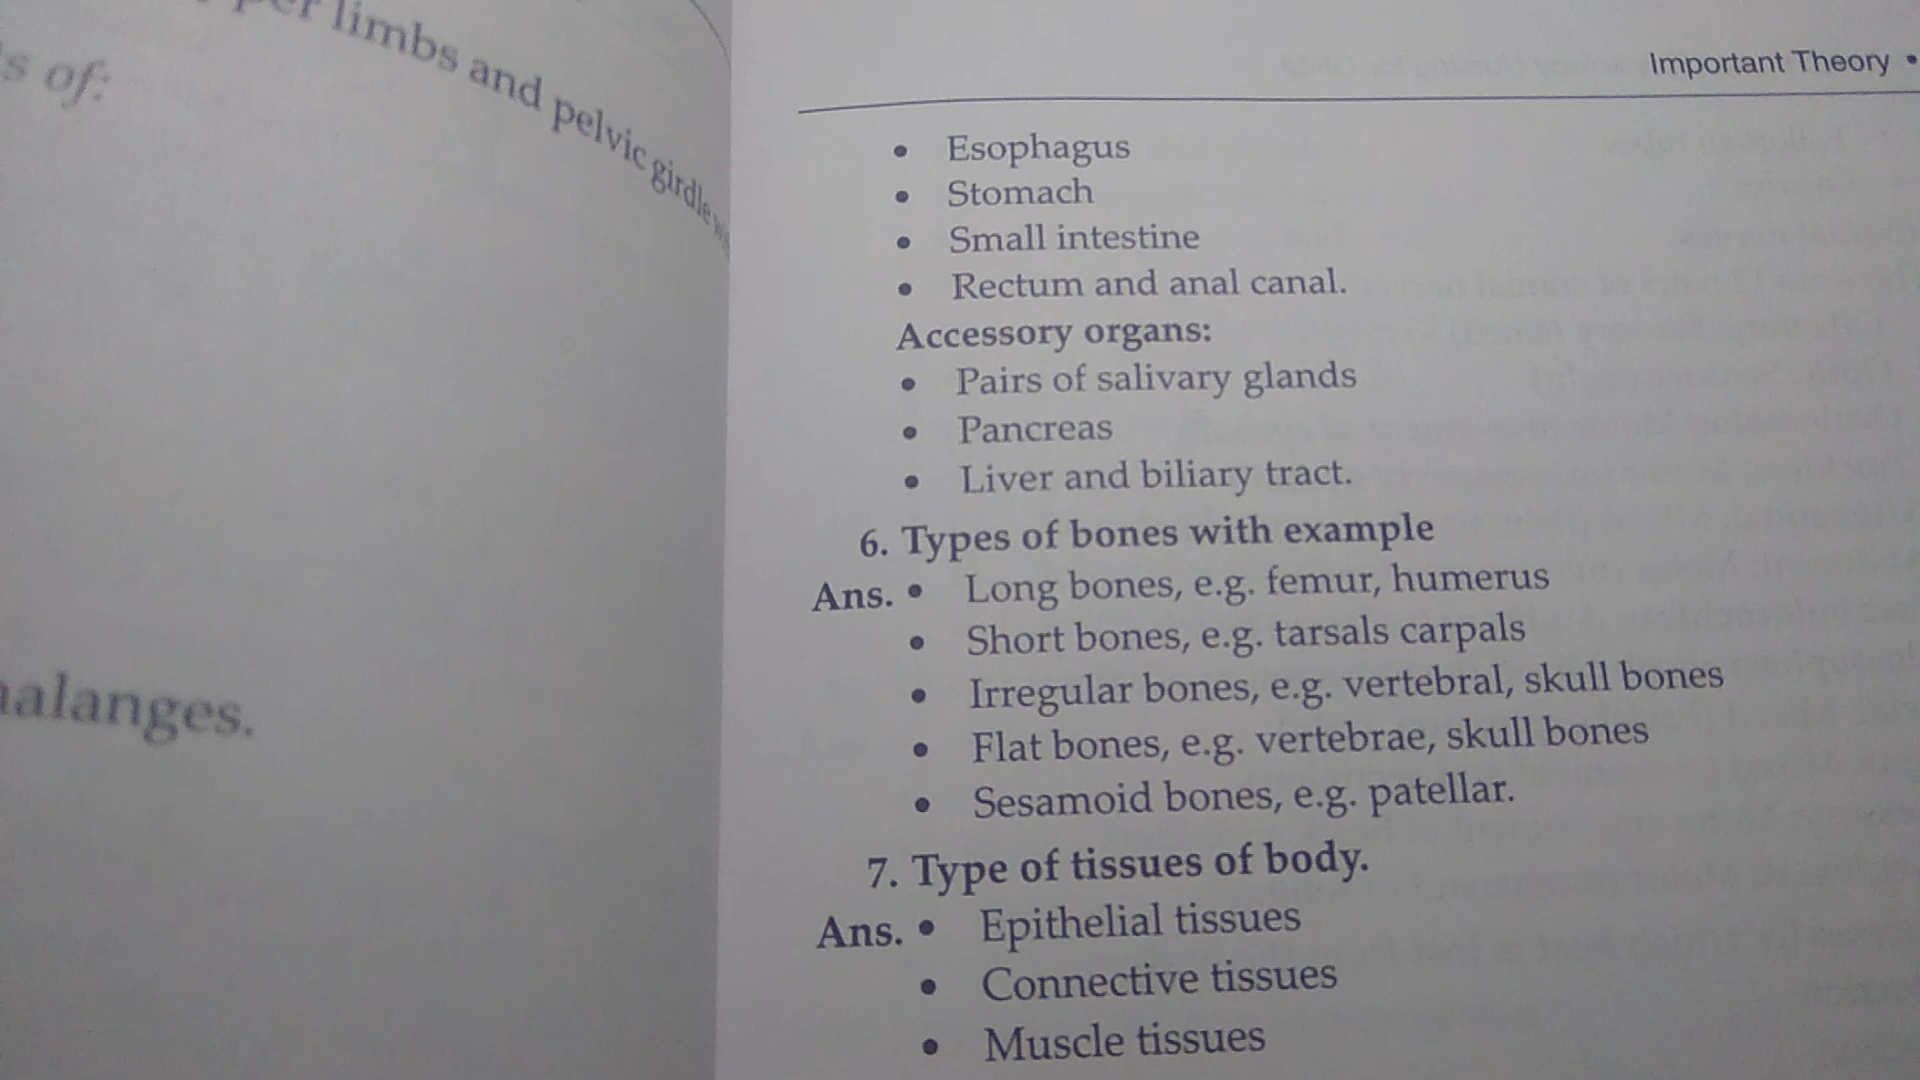 limbs and pelvic girdle
s of:
alanges.
Important Theory •
• Esophagus
• Stomach
• Small intestine
• Rectum and anal canal.
Accessory organs:
• Pairs of salivary glands
• Pancreas
• Liver and biliary tract.
6. Types of bones with example
Ans. • Long bones, e.g. femur, humerus
• Short bones, e.g. tarsals carpals
• Irregular bones, e.g. vertebral, skull bones
• Flat bones, e.g. vertebrae, skull bones
• Sesamoid bones, e.g. patellar.
7. Type of tissues of body.
Ans. • Epithelial tissues
• Connective tissues
• Muscle tissues